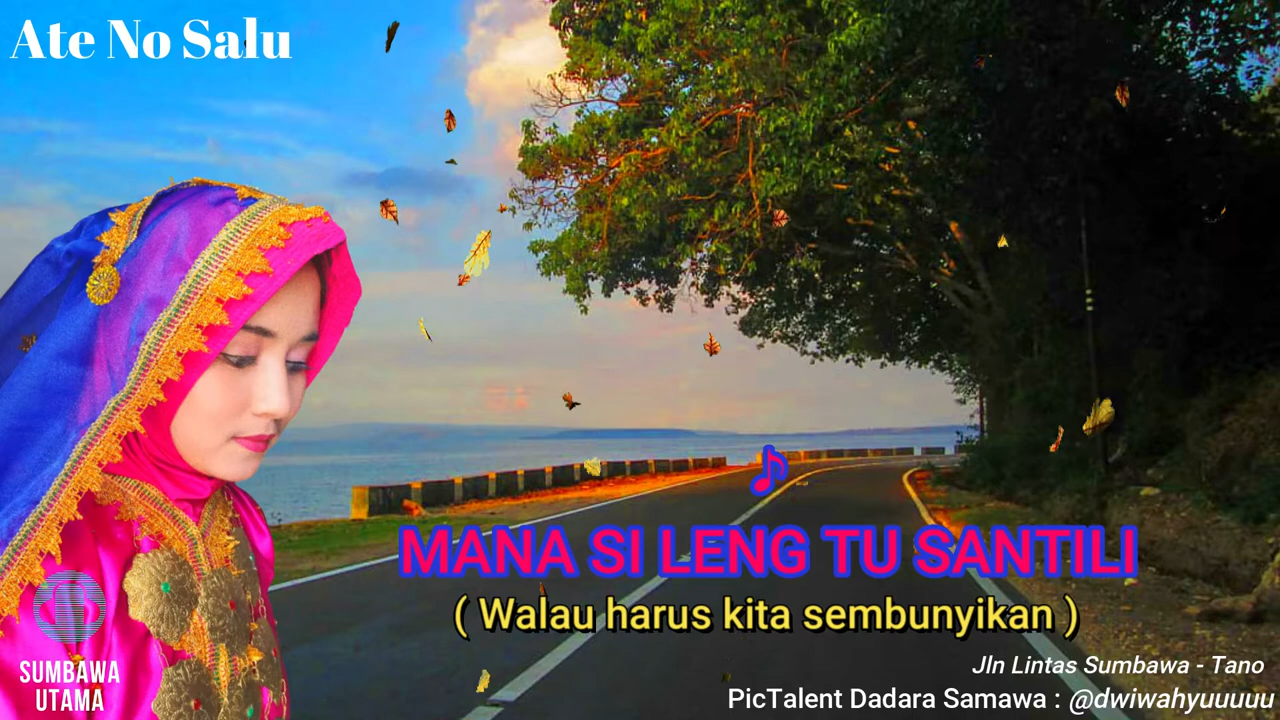 Ate No Salu
MANA SI LENG TU SANTILI
( Walau harus kita sembunyikan )
Jln Lintas Sumbawa - Tano
PicTalent Dadara Samawa : @dwiwahyuuuuu
SUMBAWA
UTAMA